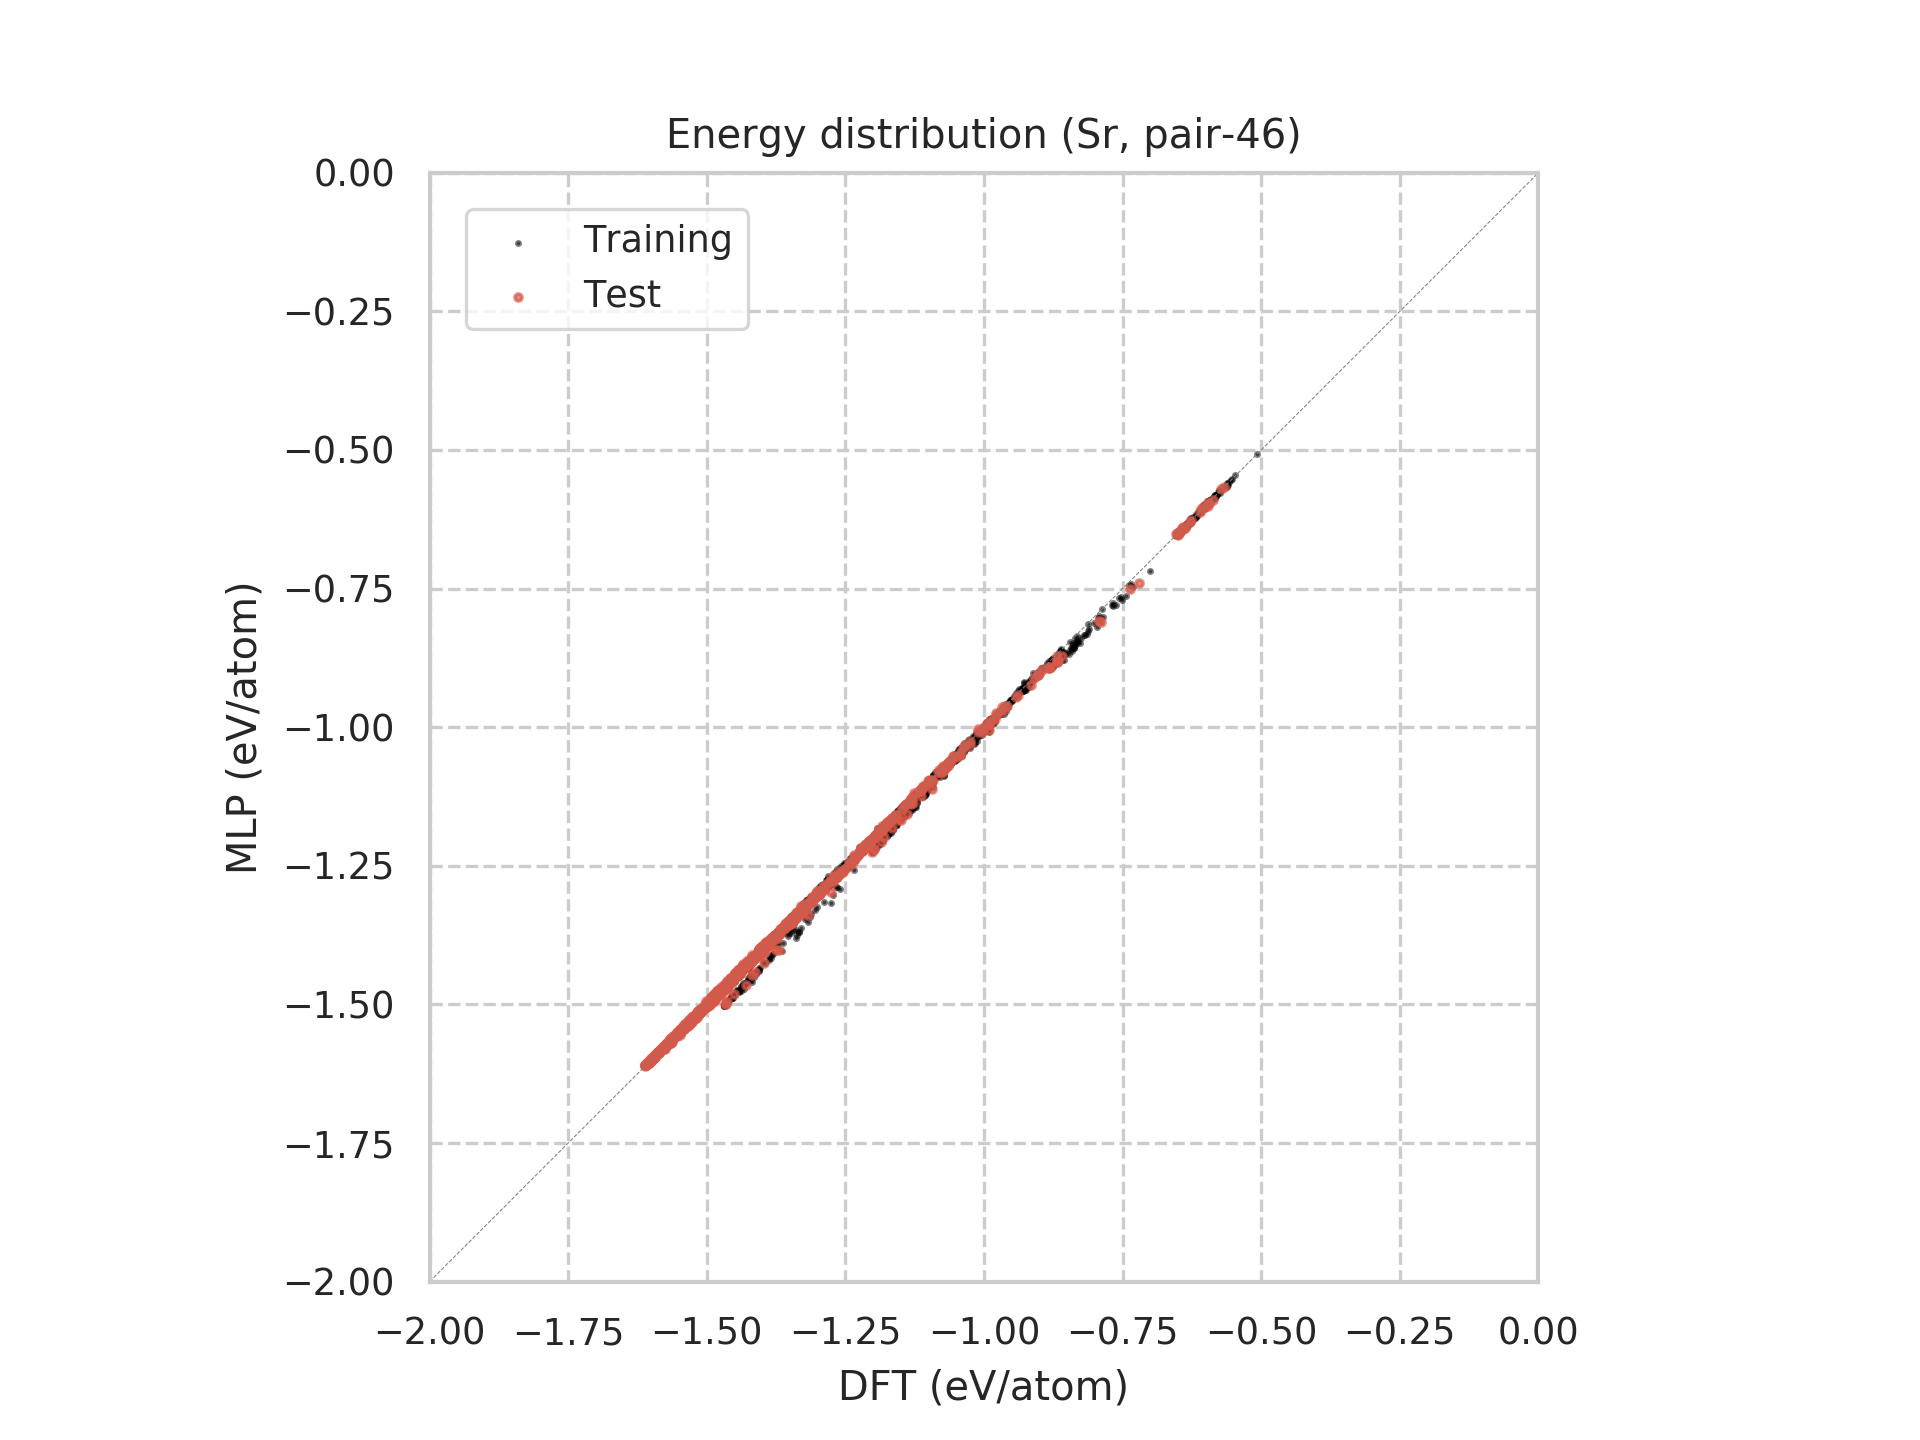 Energy distribution (Sr, pair-46)
0.00
−0.25
−0.50
−0.75
−1.00
−1.25
−1.50
−1.75
−2.00
MLP (eV/atom)
Training
Test
−2.00 −1.75 −1.50 −1.25 −1.00 −0.75 −0.50 −0.25 0.00
DFT (eV/atom)